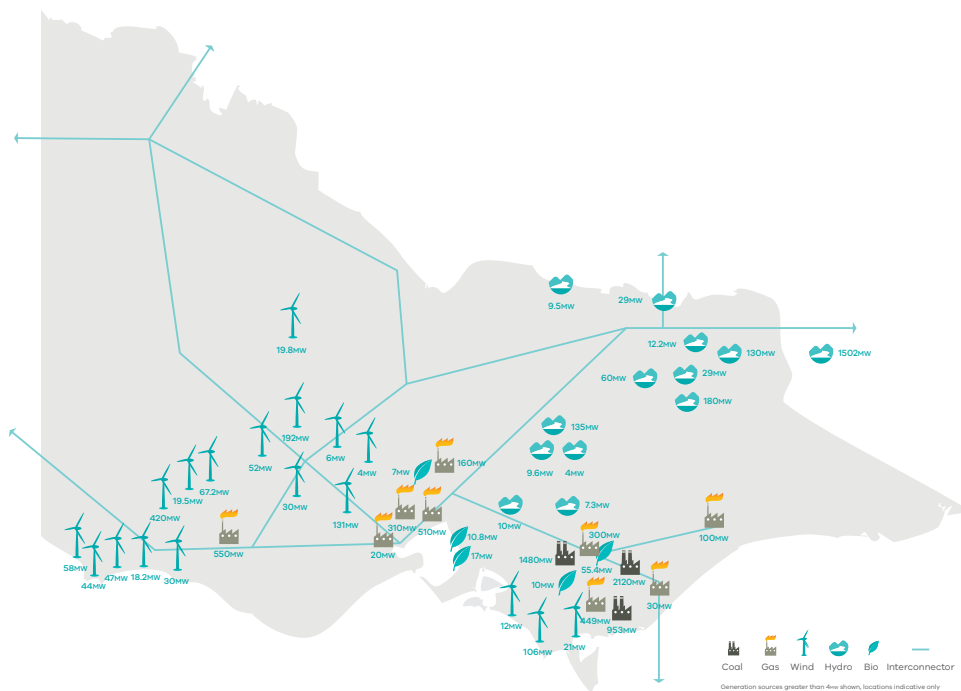 9.5MW
29MW
12.2MW
130MW
1502MW
19.8MW
60MW
29MW
180MW
192MW
135MW
6MW
52MW
4MW
7MW
160MW
9.6MW
4MW
67.2MW
19.5MW
420MW
30MW
131MW
310MW
510MW
10MW
7.3MW
300MW
100MW
550MW
20MW
10.8MW
17MW
1480MW
55.4MW
2120MW
58MW
44MW
47MW
18.2MW
30MW
10MW
30MW
12MW
449MW
953MW
106MW
21MW
Coal Gas Wind Hydro Bio Interconnector
Generation sources greater than 4MW shown, locations indicative only